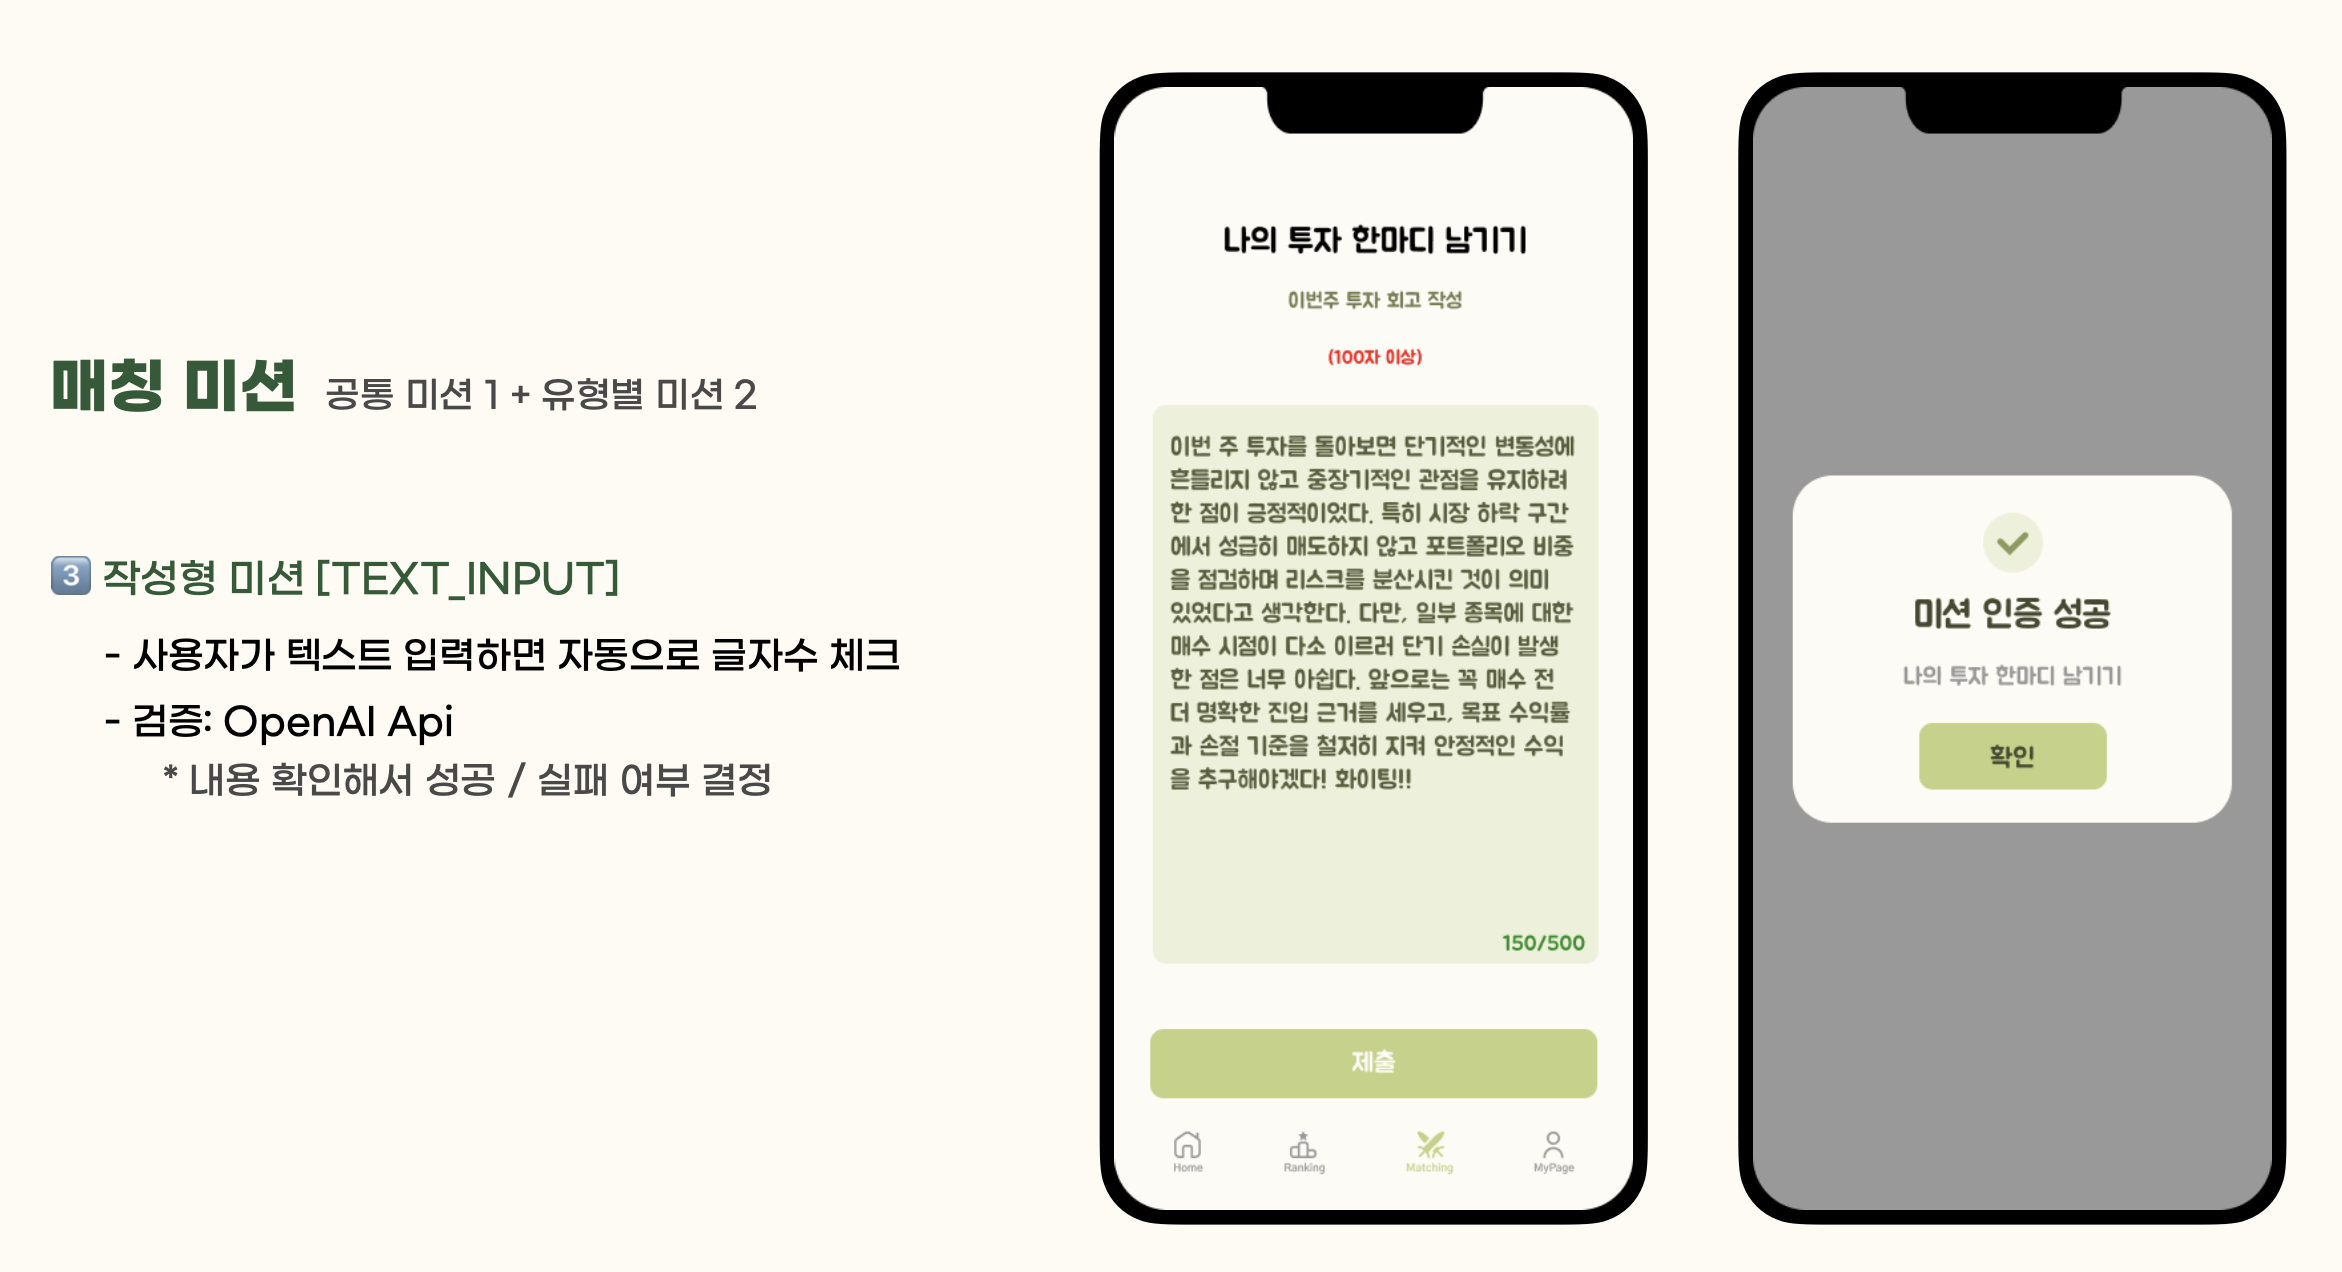 매칭 미션 공통 미션 1 + 유형별 미션 2
3 작성형 미션 [TEXT_INPUT]
- 사용자가 텍스트 입력하면 자동으로 글자수 체크
- 검증: OpenAI Api
* 내용 확인해서 성공 / 실패 여부 결정
나의 투자 한마디 남기기
이번주 투자 회고 작성
(100자 이상)
이번 주 투자를 돌아보면 단기적인 변동성에
흔들리지 않고 중장기적인 관점을 유지하려
한 점이 긍정적이었다. 특히 시장 하락 구간
에서 성급히 매도하지 않고 포트폴리오 비중
을 점검하며 리스크를 분산시킨 것이 의미
있었다고 생각한다. 다만, 일부 종목에 대한
매수 시점이 다소 이르러 단기 손실이 발생
한 점은 너무 아쉽다. 앞으로는 꼭 매수 전
더 명확한 진입 근거를 세우고, 목표 수익률
과 손절 기준을 철저히 지켜 안정적인 수익
을 추구해야겠다! 화이팅!!
150/500
제출
Home
Ranking
Matching
MyPage
미션 인증 성공
나의 투자 한마디 남기기
확인